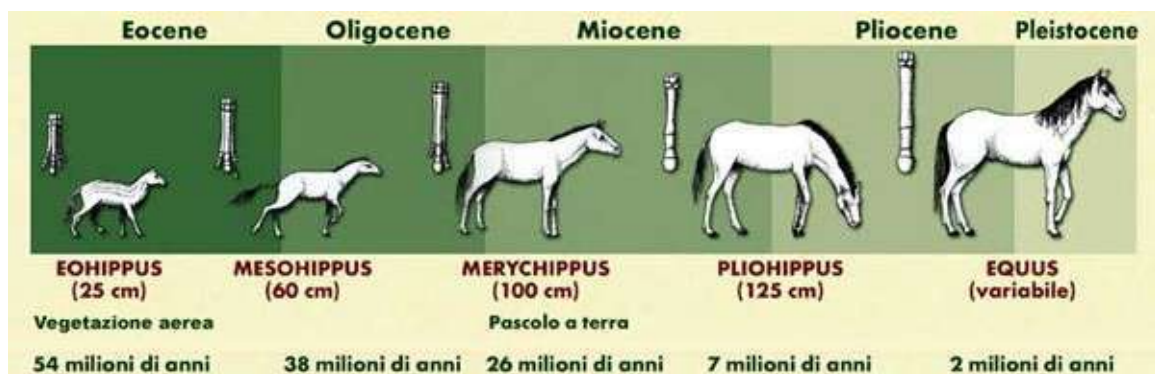 Eocene Oligocene Miocene Pliocene Pleistocene
EOHIPPUS MESOHIPPUS MERYCHIPPUS PLIOHIPPUS EQUUS
(25 cm) (60 cm) (100 cm) (125 cm) (variabile)
Vegetazione aerea Pascolo a terra
54 milioni di anni 38 milioni di anni 26 milioni di anni 7 milioni di anni 2 milioni di anni